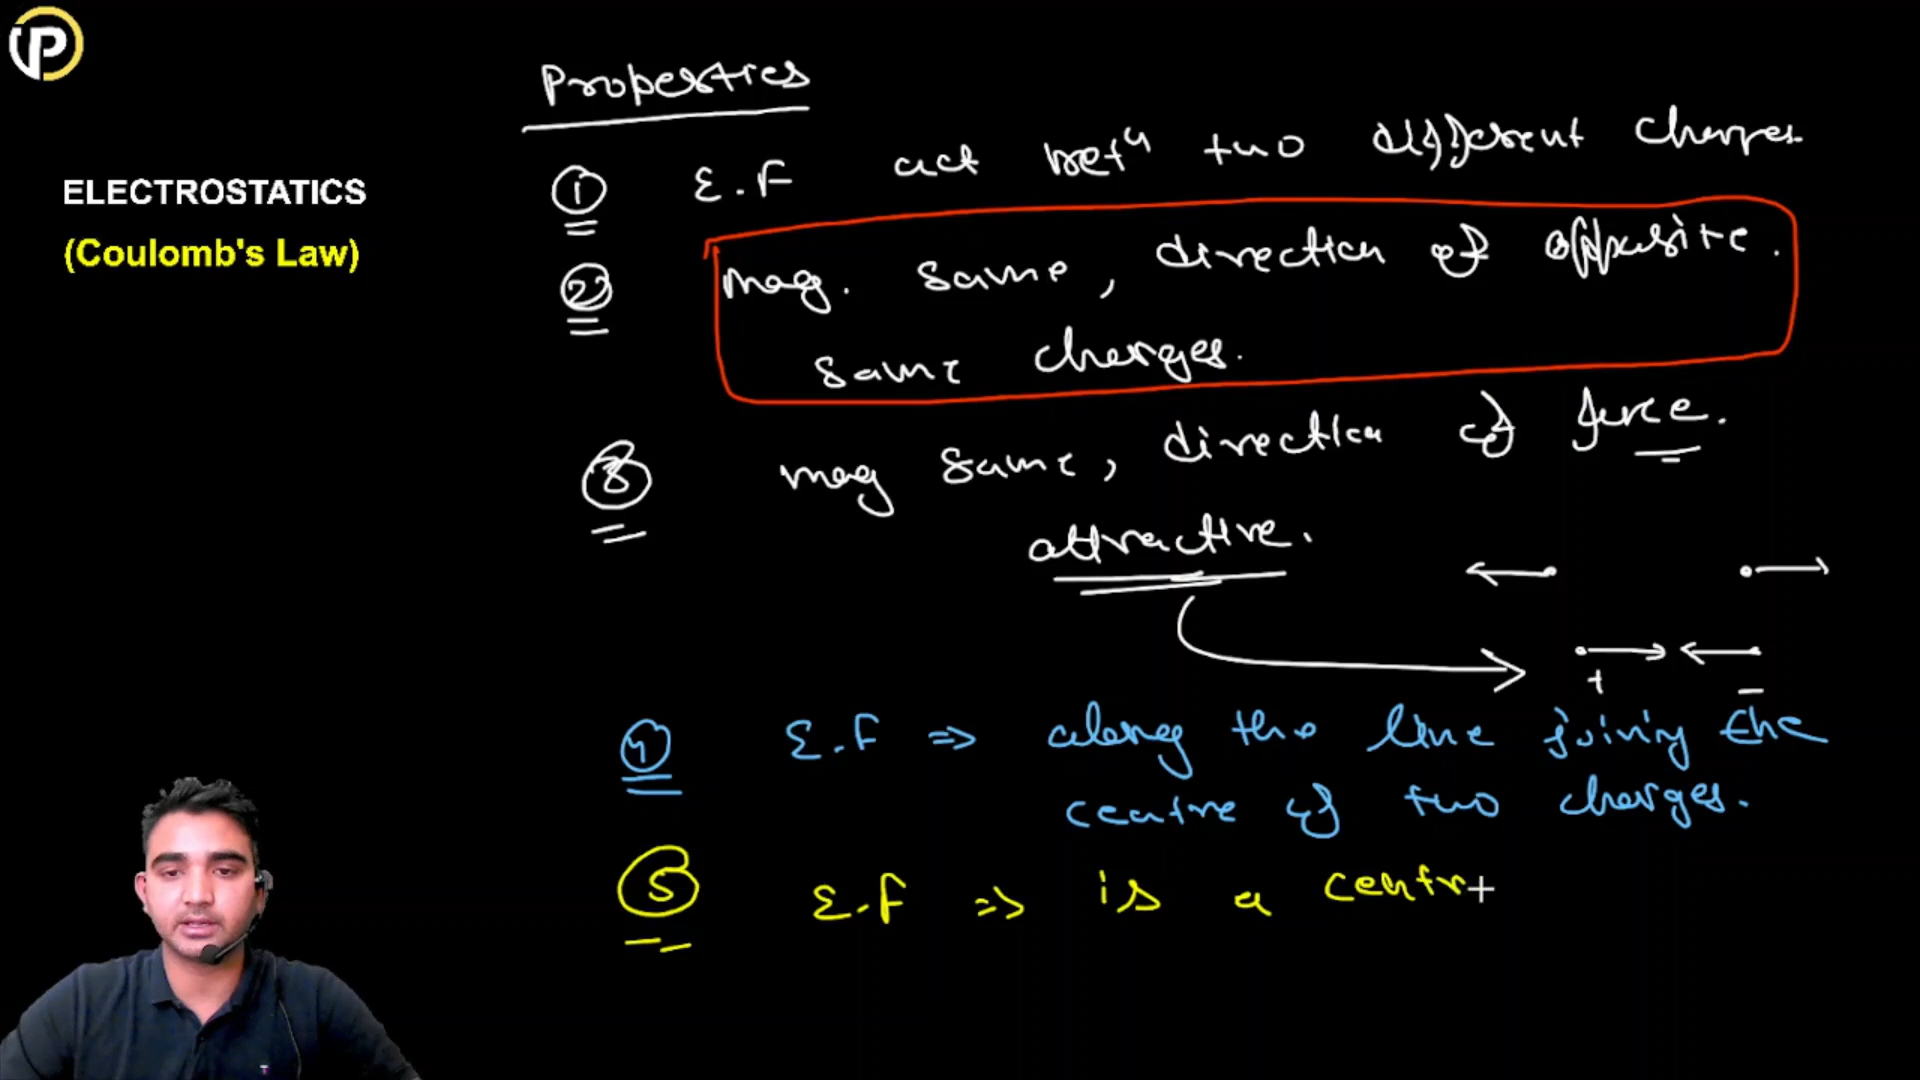 Properties
ELECTROSTATICS
(Coulomb's Law)
① E.F act betⁿ two different charges
② mag. same, direction of opposite.
same charges.
③ mag same, direction of force.
attractive.
+ −
④ E.F ⇒ along the line joining the
centre of two charges.
⑤ E.F ⇒ is a centr